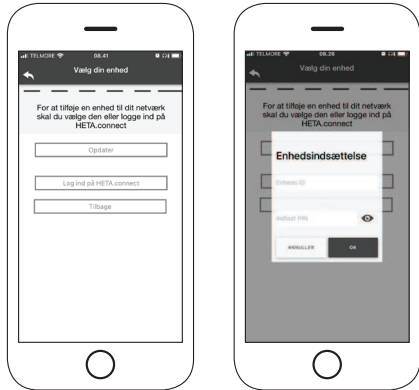 TELMORE
08.41
Vælg din enhed
For at tilføje en enhed til dit netværk
skal du vælge den eller logge ind på
HETA.connect
Opdater
Log ind på HETA.connect
Tilbage
TELMORE
08.26
Vælg din enhed
For at tilføje en enhed til dit netværk
skal du vælge den eller logge ind på
HETA.connect
Enhedsindsættelse
Enheds ID
Indtast PIN
ANNULLER
OK